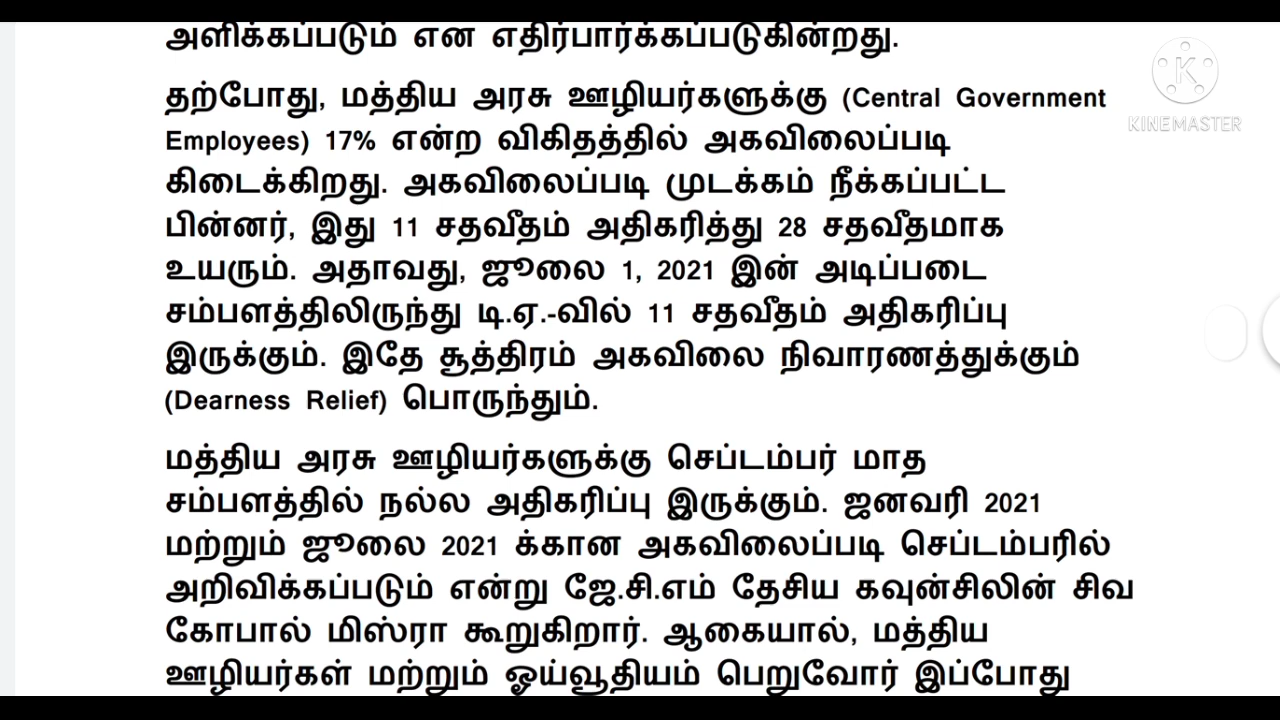 அளிக்கப்படும் என எதிர்பார்க்கப்படுகின்றது.
தற்போது, மத்திய அரசு ஊழியர்களுக்கு (Central Government
Employees) 17% என்ற விகிதத்தில் அகவிலைப்படி
கிடைக்கிறது. அகவிலைப்படி முடக்கம் நீக்கப்பட்ட
பின்னர், இது 11 சதவீதம் அதிகரித்து 28 சதவீதமாக
உயரும். அதாவது, ஜூலை 1, 2021 இன் அடிப்படை
சம்பளத்திலிருந்து டி.ஏ.-வில் 11 சதவீதம் அதிகரிப்பு
இருக்கும். இதே சூத்திரம் அகவிலை நிவாரணத்துக்கும்
(Dearness Relief) பொருந்தும்.
மத்திய அரசு ஊழியர்களுக்கு செப்டம்பர் மாத
சம்பளத்தில் நல்ல அதிகரிப்பு இருக்கும். ஜனவரி 2021
மற்றும் ஜூலை 2021 க்கான அகவிலைப்படி செப்டம்பரில்
அறிவிக்கப்படும் என்று ஜே.சி.எம் தேசிய கவுன்சிலின் சிவ
கோபால் மிஸ்ரா கூறுகிறார். ஆகையால், மத்திய
ஊழியர்கள் மற்றும் ஓய்வூதியம் பெறுவோர் இப்போது
K
KINEMASTER